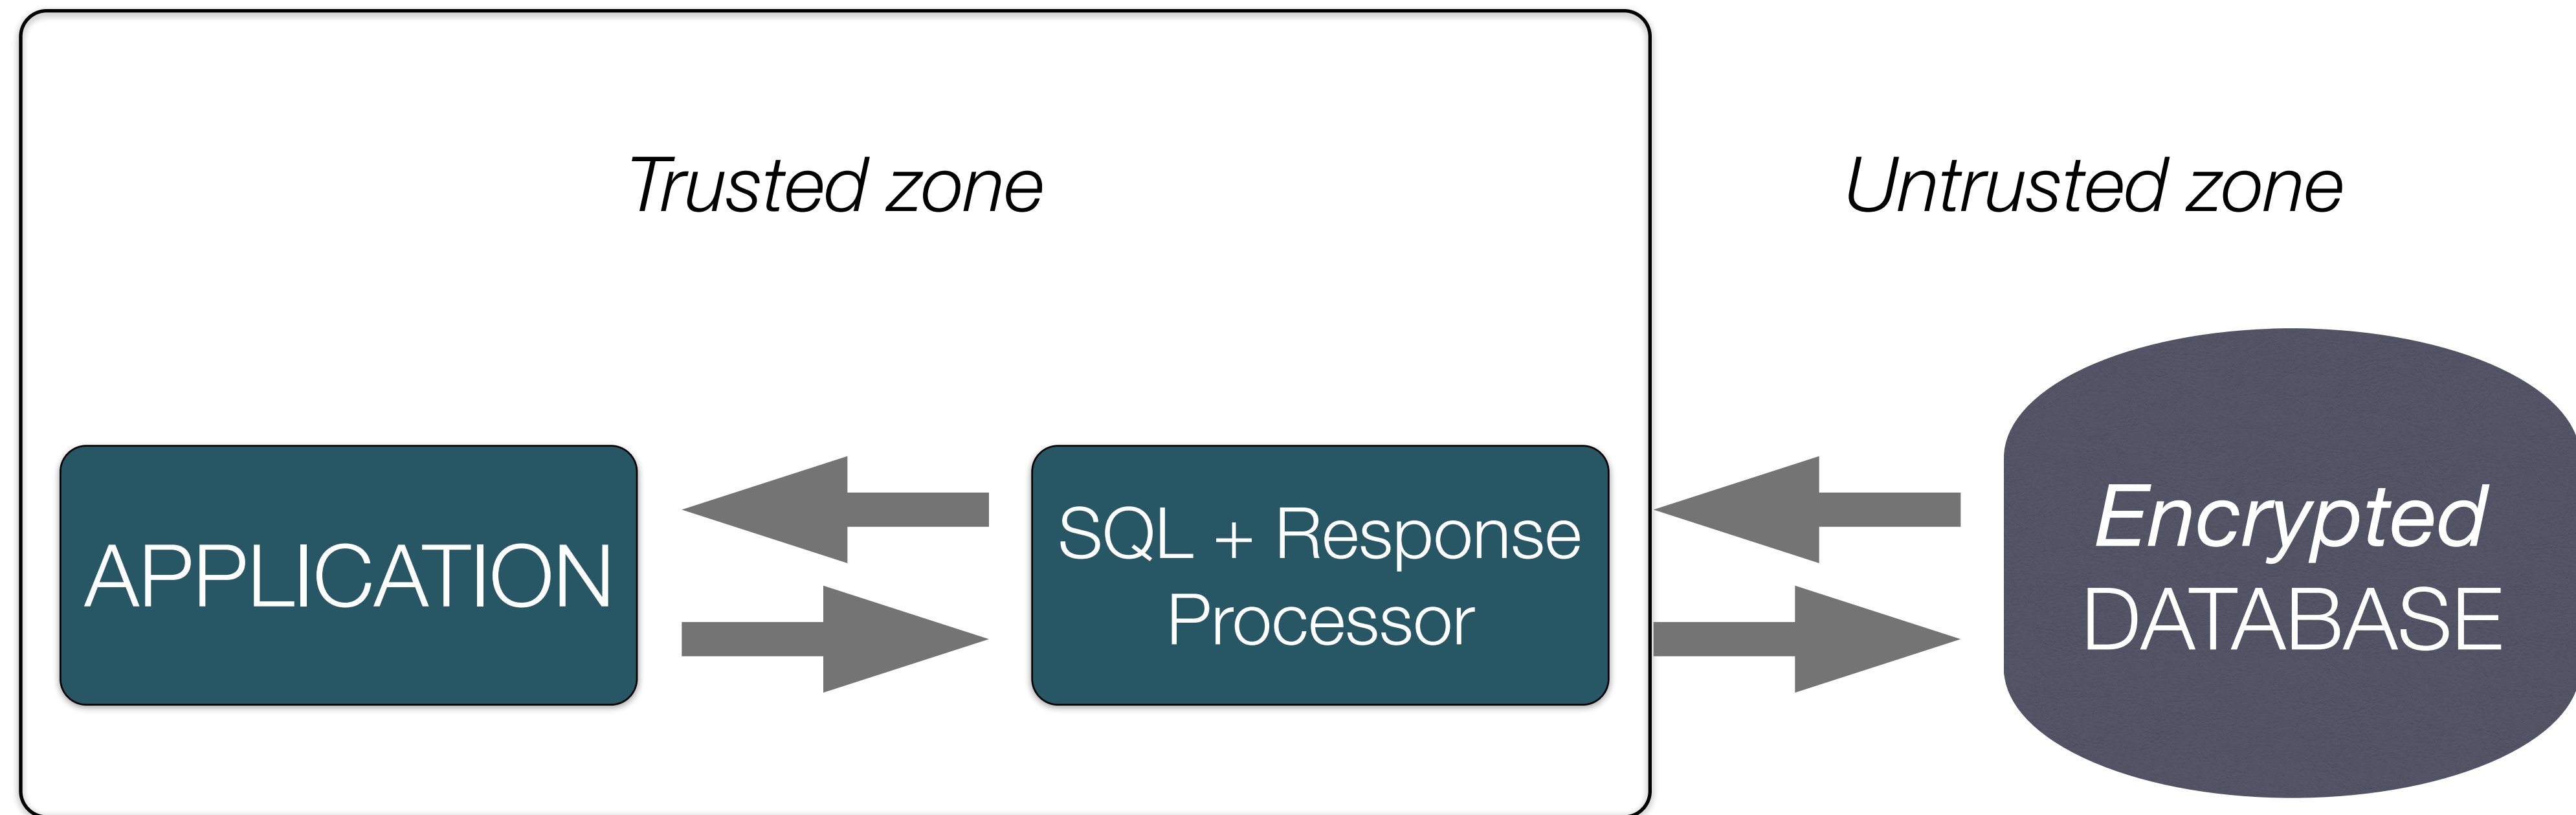 Trusted zone
Untrusted zone
APPLICATION
SQL + Response
Processor
Encrypted
DATABASE